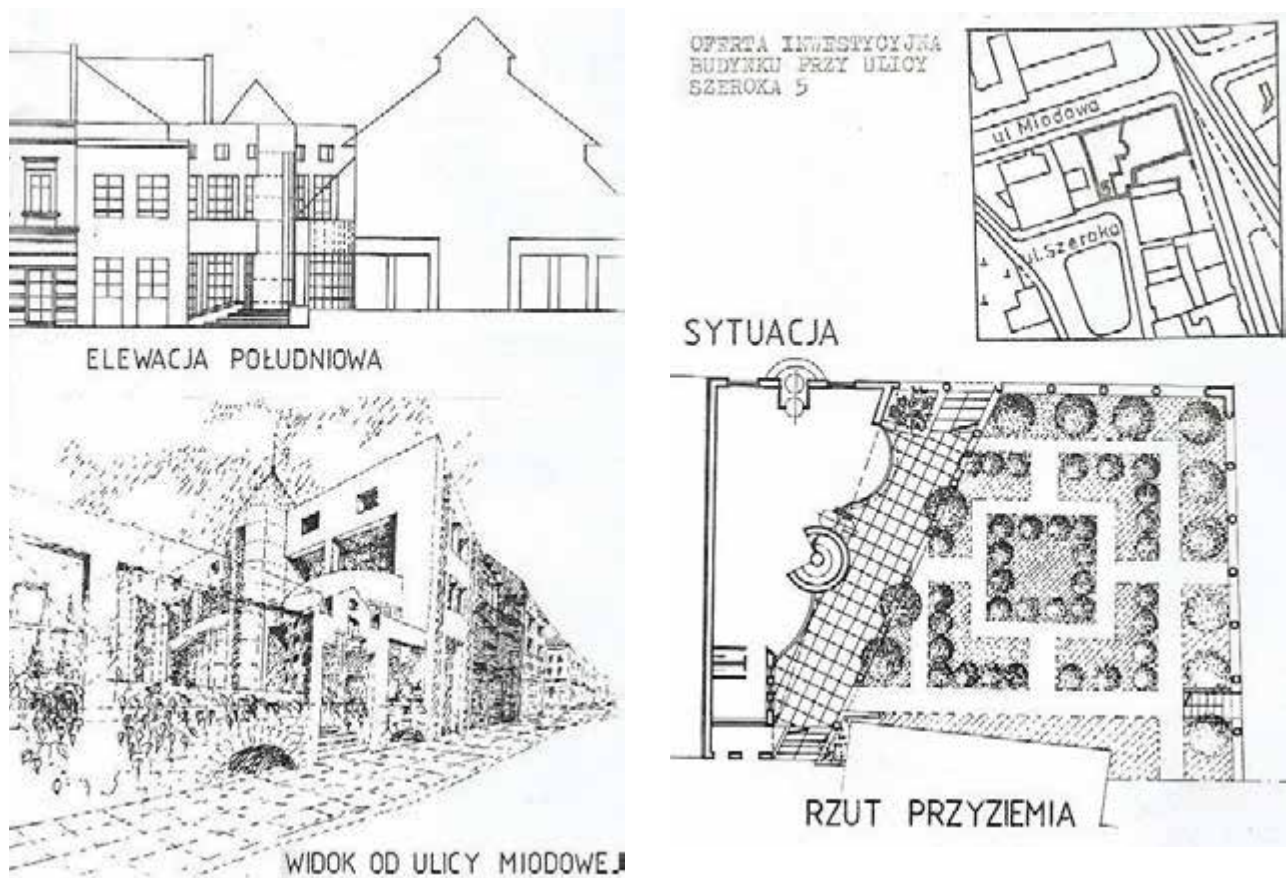 ELEWACJA POŁUDNIOWA
WIDOK OD ULICY MIODOWEJ
OFERTA INWESTYCYJNA
BUDYNKU PRZY ULICY
SZEROKA 5
ul Miodowa
5
ul. Szeroka
SYTUACJA
RZUT PRZYZIEMIA